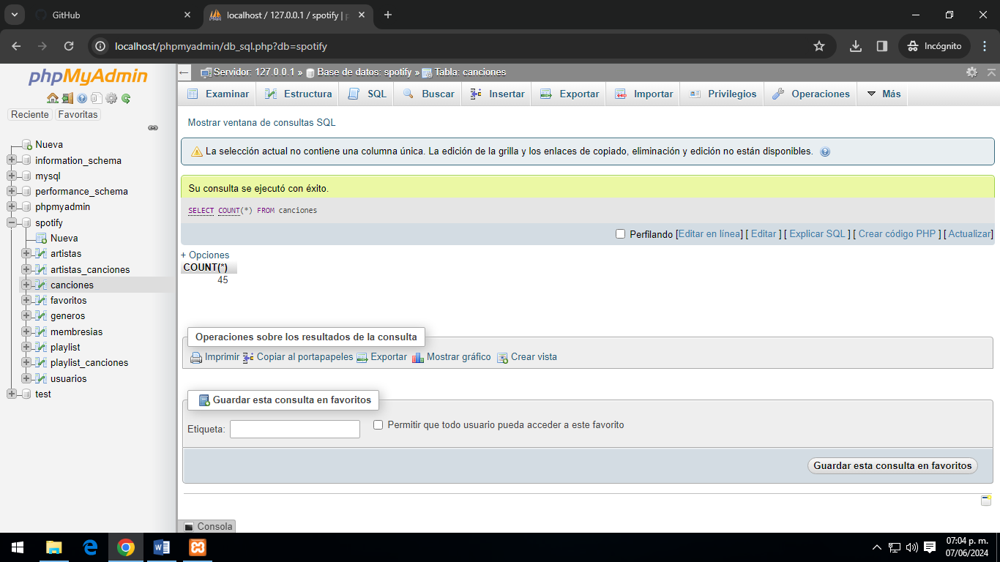 GitHub
localhost / 127.0.0.1 / spotify | p
localhost/phpmyadmin/db_sql.php?db=spotify
Incógnito
phpMyAdmin
Reciente Favoritas
Nueva
information_schema
mysql
performance_schema
phpmyadmin
spotify
Nueva
artistas
artistas_canciones
canciones
favoritos
generos
membresias
playlist
playlist_canciones
usuarios
test
Servidor: 127.0.0.1 » Base de datos: spotify » Tabla: canciones
Examinar Estructura SQL Buscar Insertar Exportar Importar Privilegios Operaciones Más
Mostrar ventana de consultas SQL
La selección actual no contiene una columna única. La edición de la grilla y los enlaces de copiado, eliminación y edición no están disponibles.
Su consulta se ejecutó con éxito.
SELECT COUNT(*) FROM canciones
Perfilando [Editar en línea] [ Editar ] [ Explicar SQL ] [ Crear código PHP ] [ Actualizar]
+ Opciones
COUNT(*)
45
Operaciones sobre los resultados de la consulta
Imprimir Copiar al portapapeles Exportar Mostrar gráfico Crear vista
Guardar esta consulta en favoritos
Etiqueta: Permitir que todo usuario pueda acceder a este favorito
Guardar esta consulta en favoritos
Consola
07:04 p. m.
07/06/2024